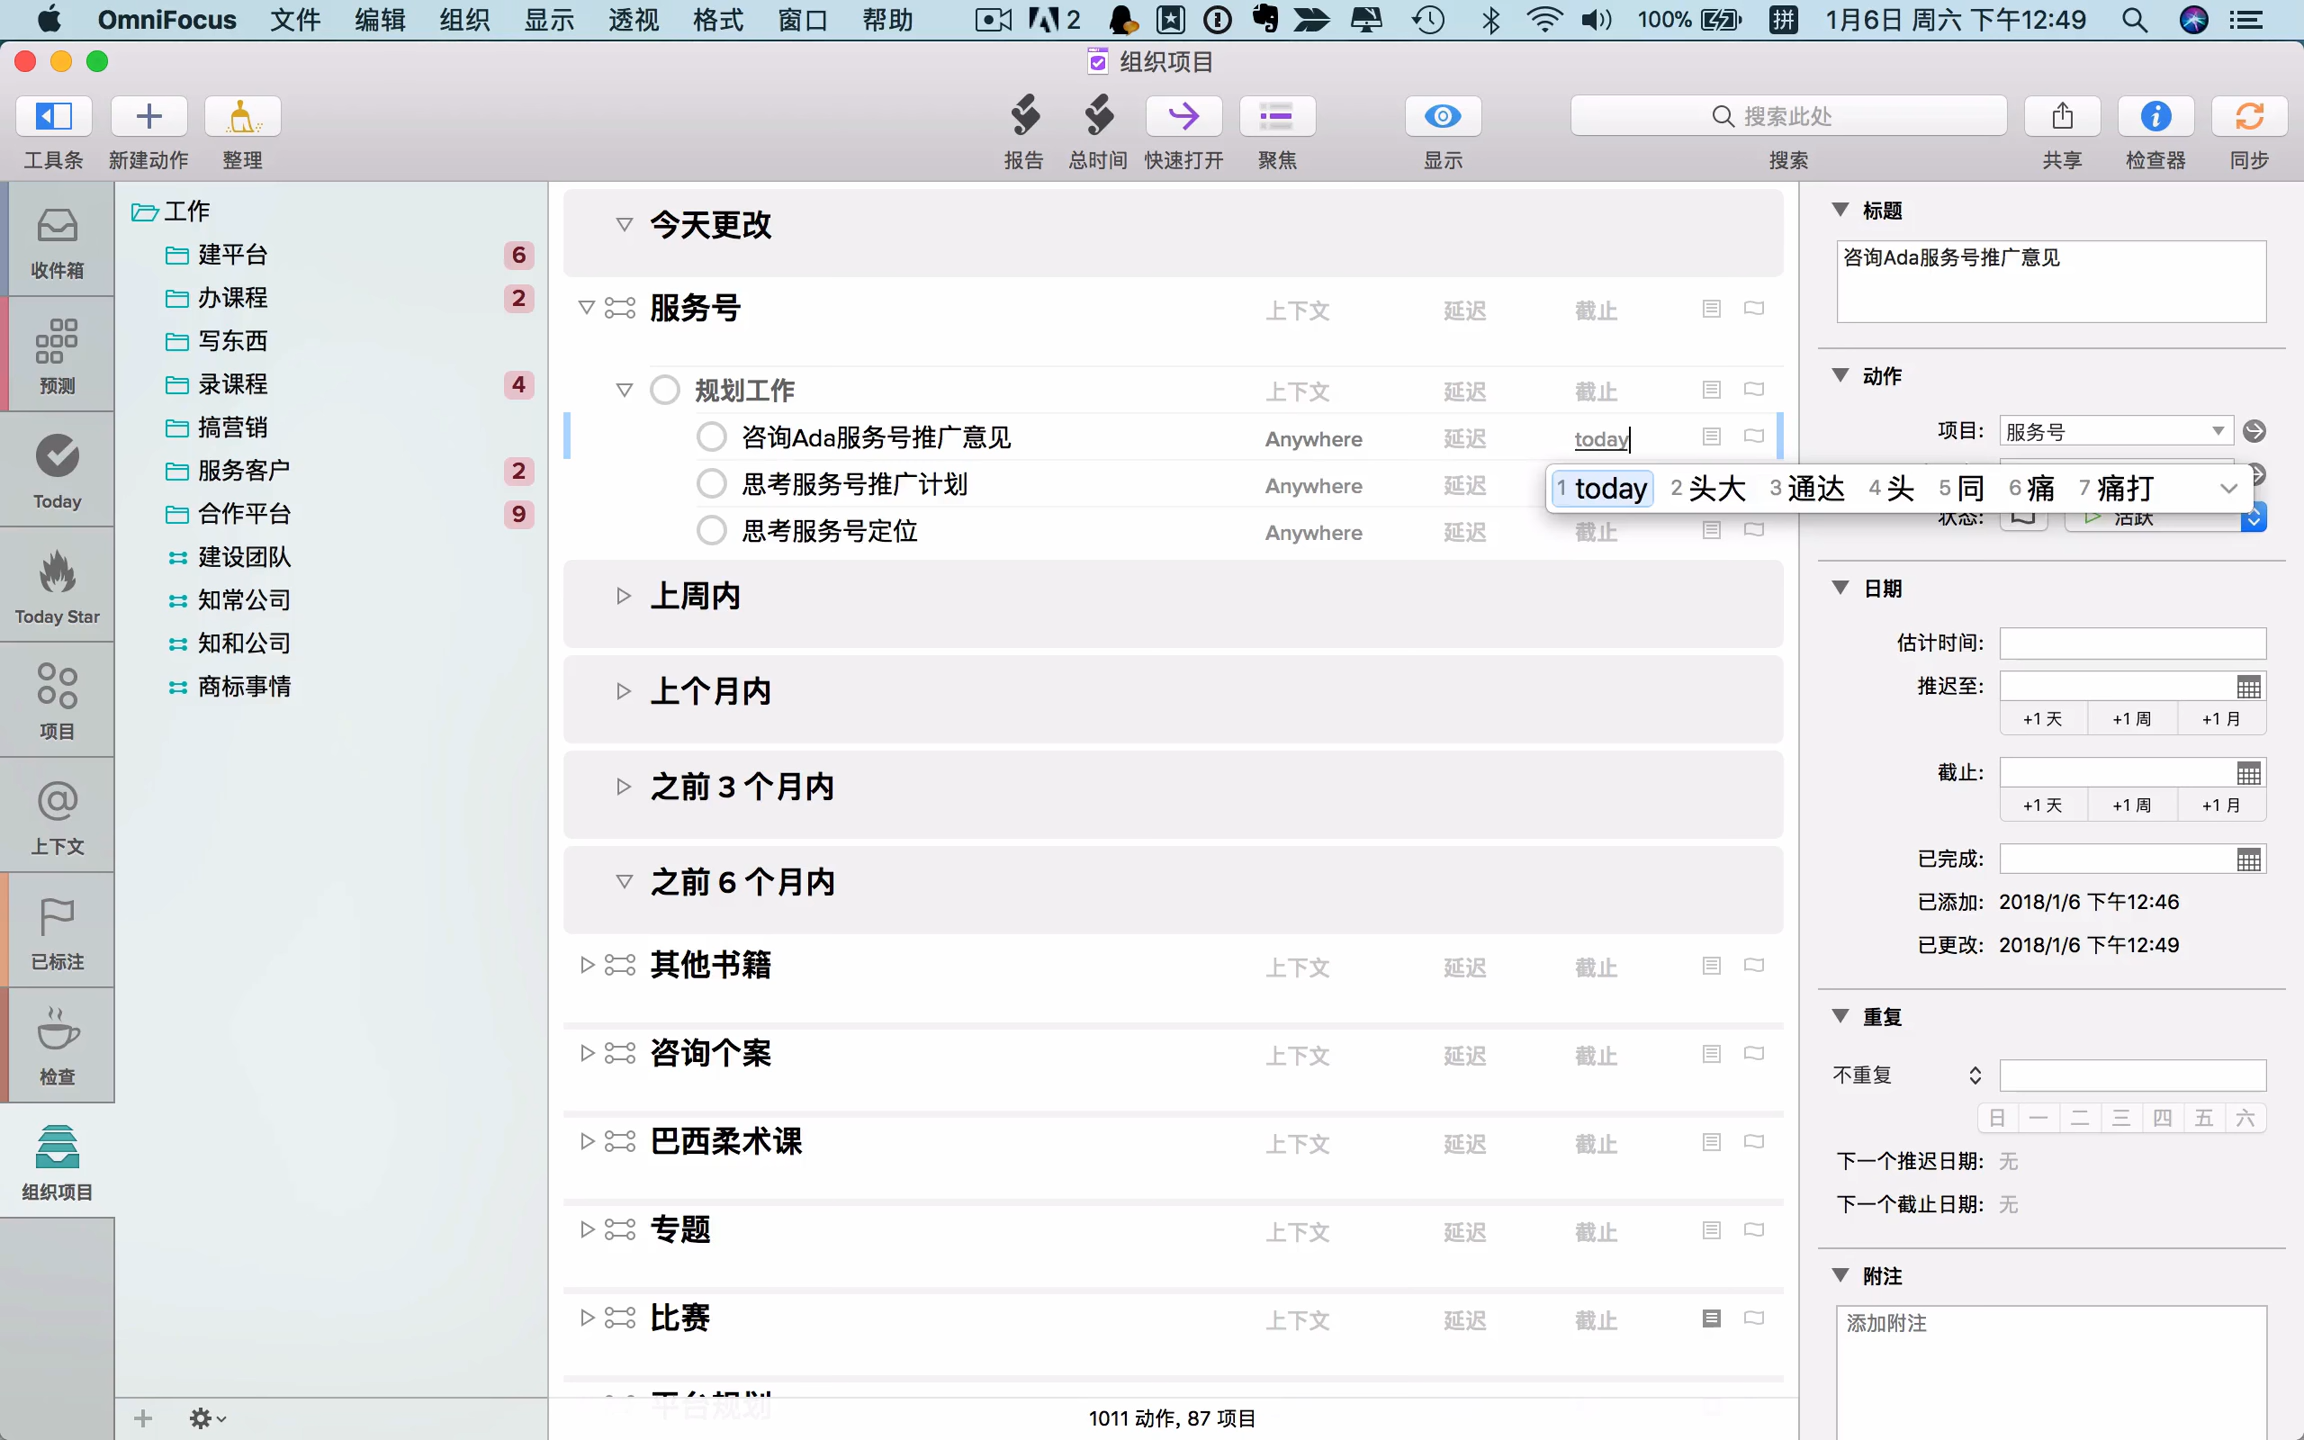 OmniFocus 文件 编辑 组织 显示 透视 格式 窗口 帮助 2 100% 拼 1月6日 周六 下午12:49
组织项目
搜索此处
工具条 新建动作 整理 报告 总时间 快速打开 聚焦 显示 搜索 共享 检查器 同步
收件箱
预测
Today
Today Star
项目
上下文
已标注
检查
组织项目
工作
建平台 6
办课程 2
写东西
录课程 4
搞营销
服务客户 2
合作平台 9
建设团队
知常公司
知和公司
商标事情
今天更改
服务号 上下文 延迟 截止
规划工作 上下文 延迟 截止
咨询Ada服务号推广意见 Anywhere 延迟 today
思考服务号推广计划 Anywhere 延迟
1 today 2 头大 3 通达 4 头 5 同 6 痛 7 痛打
思考服务号定位 Anywhere 延迟 截止
上周内
上个月内
之前 3 个月内
之前 6 个月内
其他书籍 上下文 延迟 截止
咨询个案 上下文 延迟 截止
巴西柔术课 上下文 延迟 截止
专题 上下文 延迟 截止
比赛 上下文 延迟 截止
平台规划
1011 动作, 87 项目
标题
咨询Ada服务号推广意见
动作
项目: 服务号
状态: 活跃
日期
估计时间:
推迟至:
+1 天 +1 周 +1 月
截止:
+1 天 +1 周 +1 月
已完成:
已添加: 2018/1/6 下午12:46
已更改: 2018/1/6 下午12:49
重复
不重复
日 一 二 三 四 五 六
下一个推迟日期: 无
下一个截止日期: 无
附注
添加附注